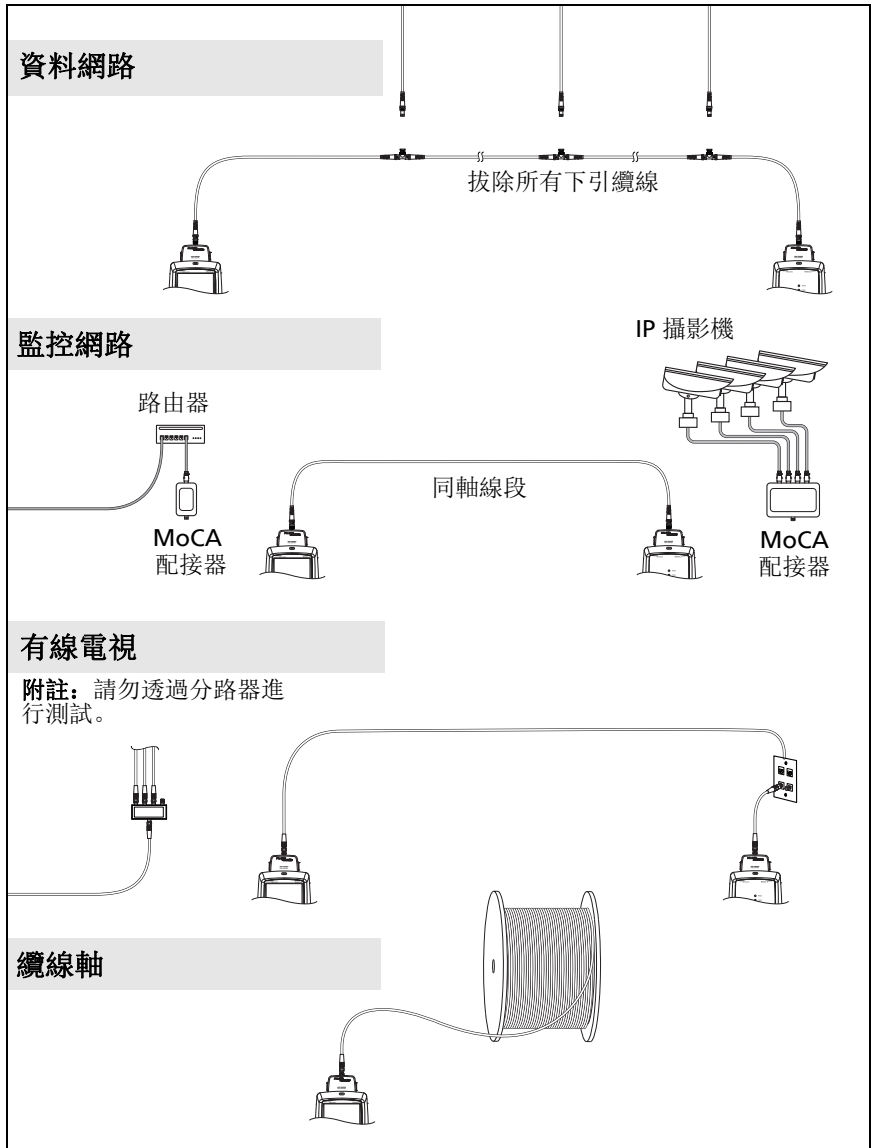 資料網路
拔除所有下引纜線
監控網路
IP 攝影機
路由器
同軸線段
MoCA
配接器
MoCA
配接器
有線電視
附註：請勿透過分路器進
行測試。
纜線軸